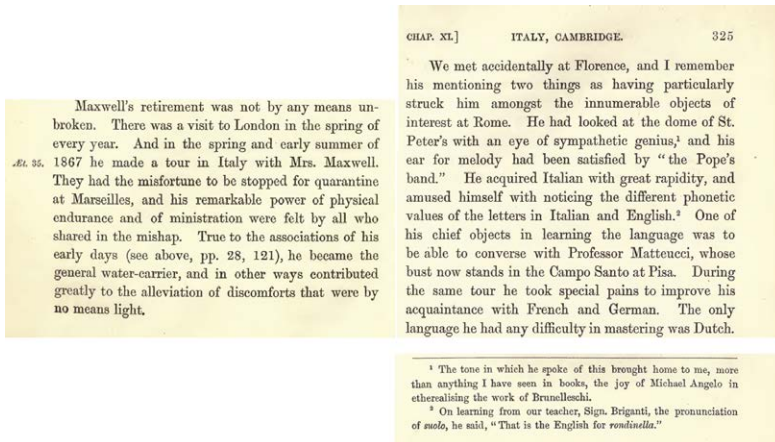 Maxwell's retirement was not by any means un-
broken. There was a visit to London in the spring of
every year. And in the spring and early summer of
Æt. 35. 1867 he made a tour in Italy with Mrs. Maxwell.
They had the misfortune to be stopped for quarantine
at Marseilles, and his remarkable power of physical
endurance and of ministration were felt by all who
shared in the mishap. True to the associations of his
early days (see above, pp. 28, 121), he became the
general water-carrier, and in other ways contributed
greatly to the alleviation of discomforts that were by
no means light.
CHAP. XI.] ITALY, CAMBRIDGE. 325
We met accidentally at Florence, and I remember
his mentioning two things as having particularly
struck him amongst the innumerable objects of
interest at Rome. He had looked at the dome of St.
Peter's with an eye of sympathetic genius,¹ and his
ear for melody had been satisfied by "the Pope's
band." He acquired Italian with great rapidity, and
amused himself with noticing the different phonetic
values of the letters in Italian and English.² One of
his chief objects in learning the language was to
be able to converse with Professor Matteucci, whose
bust now stands in the Campo Santo at Pisa. During
the same tour he took special pains to improve his
acquaintance with French and German. The only
language he had any difficulty in mastering was Dutch.
¹ The tone in which he spoke of this brought home to me, more
than anything I have seen in books, the joy of Michael Angelo in
etherealising the work of Brunelleschi.
² On learning from our teacher, Sign. Briganti, the pronunciation
of suolo, he said, "That is the English for rondinella."